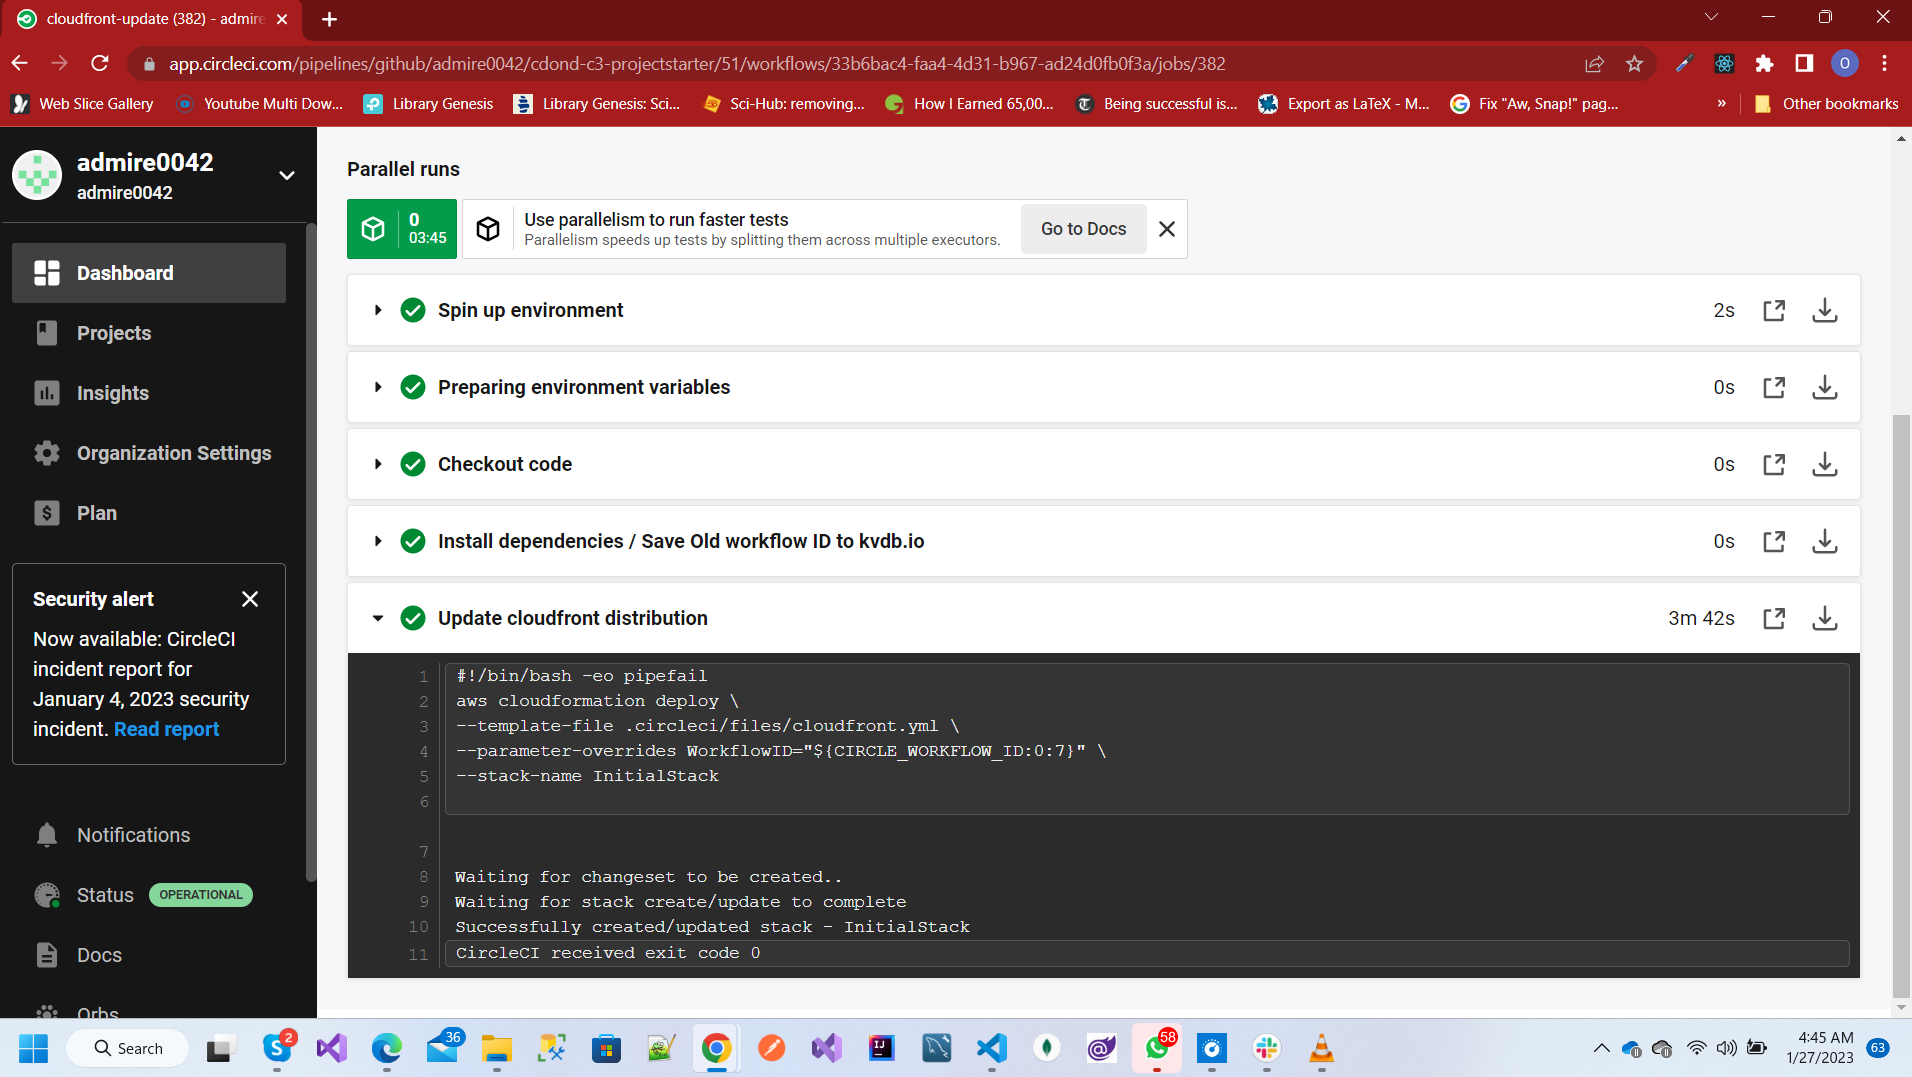 cloudfront-update (382) - admire
app.circleci.com/pipelines/github/admire0042/cdond-c3-projectstarter/51/workflows/33b6bac4-faa4-4d31-b967-ad24d0fb0f3a/jobs/382
O
Web Slice Gallery
Youtube Multi Dow...
Library Genesis
Library Genesis: Sci...
Sci-Hub: removing...
How I Earned 65,00...
Being successful is...
Export as LaTeX - M...
Fix "Aw, Snap!" pag...
»
Other bookmarks
admire0042
admire0042
Dashboard
Projects
Insights
Organization Settings
Plan
Security alert
Now available: CircleCI
incident report for
January 4, 2023 security
incident. Read report
Notifications
Status OPERATIONAL
Docs
Orbs
Parallel runs
0
03:45
Use parallelism to run faster tests
Parallelism speeds up tests by splitting them across multiple executors.
Go to Docs
Spin up environment 2s
Preparing environment variables 0s
Checkout code 0s
Install dependencies / Save Old workflow ID to kvdb.io 0s
Update cloudfront distribution 3m 42s
1 #!/bin/bash -eo pipefail
2 aws cloudformation deploy \
3 --template-file .circleci/files/cloudfront.yml \
4 --parameter-overrides WorkflowID="${CIRCLE_WORKFLOW_ID:0:7}" \
5 --stack-name InitialStack
6
7
8 Waiting for changeset to be created..
9 Waiting for stack create/update to complete
10 Successfully created/updated stack - InitialStack
11 CircleCI received exit code 0
Search
2
36
58
4:45 AM
1/27/2023
63